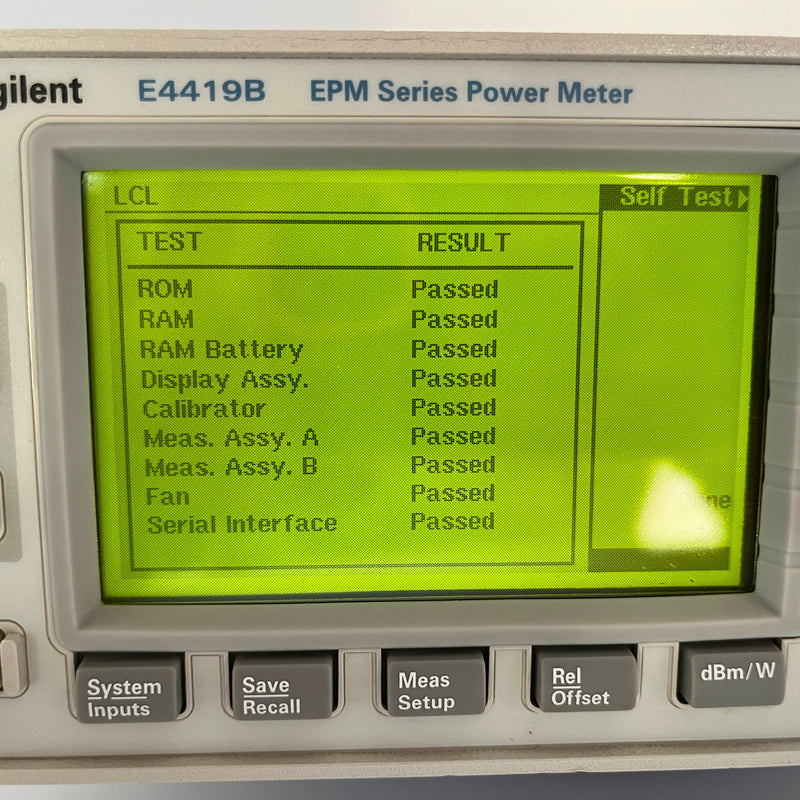 gilent E4419B EPM Series Power Meter
LCL Self Test
TEST RESULT
ROM Passed
RAM Passed
RAM Battery Passed
Display Assy. Passed
Calibrator Passed
Meas. Assy. A Passed
Meas. Assy. B Passed
Fan Passed
Serial Interface Passed
System
Inputs
Save
Recall
Meas
Setup
Rel
Offset
dBm/W